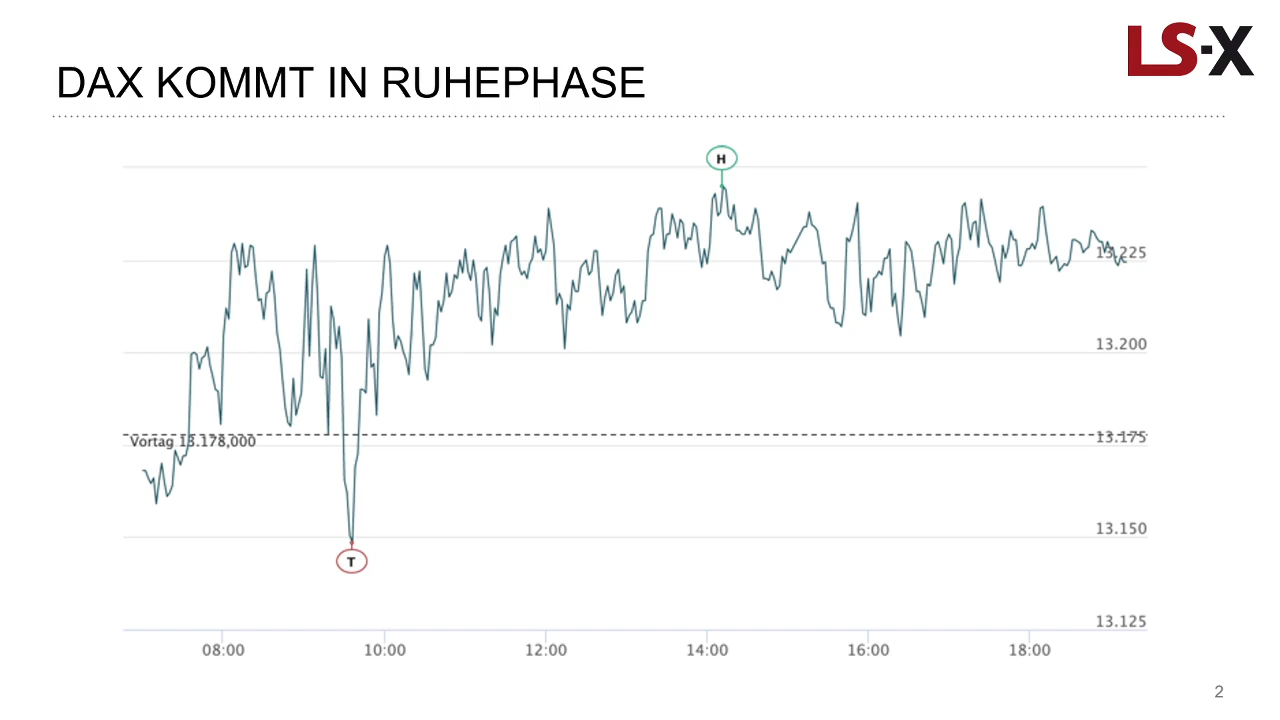 LS-X
DAX KOMMT IN RUHEPHASE
H
13.225
13.200
Vortag 13.178,000
13.175
13.150
T
13.125
08:00 10:00 12:00 14:00 16:00 18:00
2